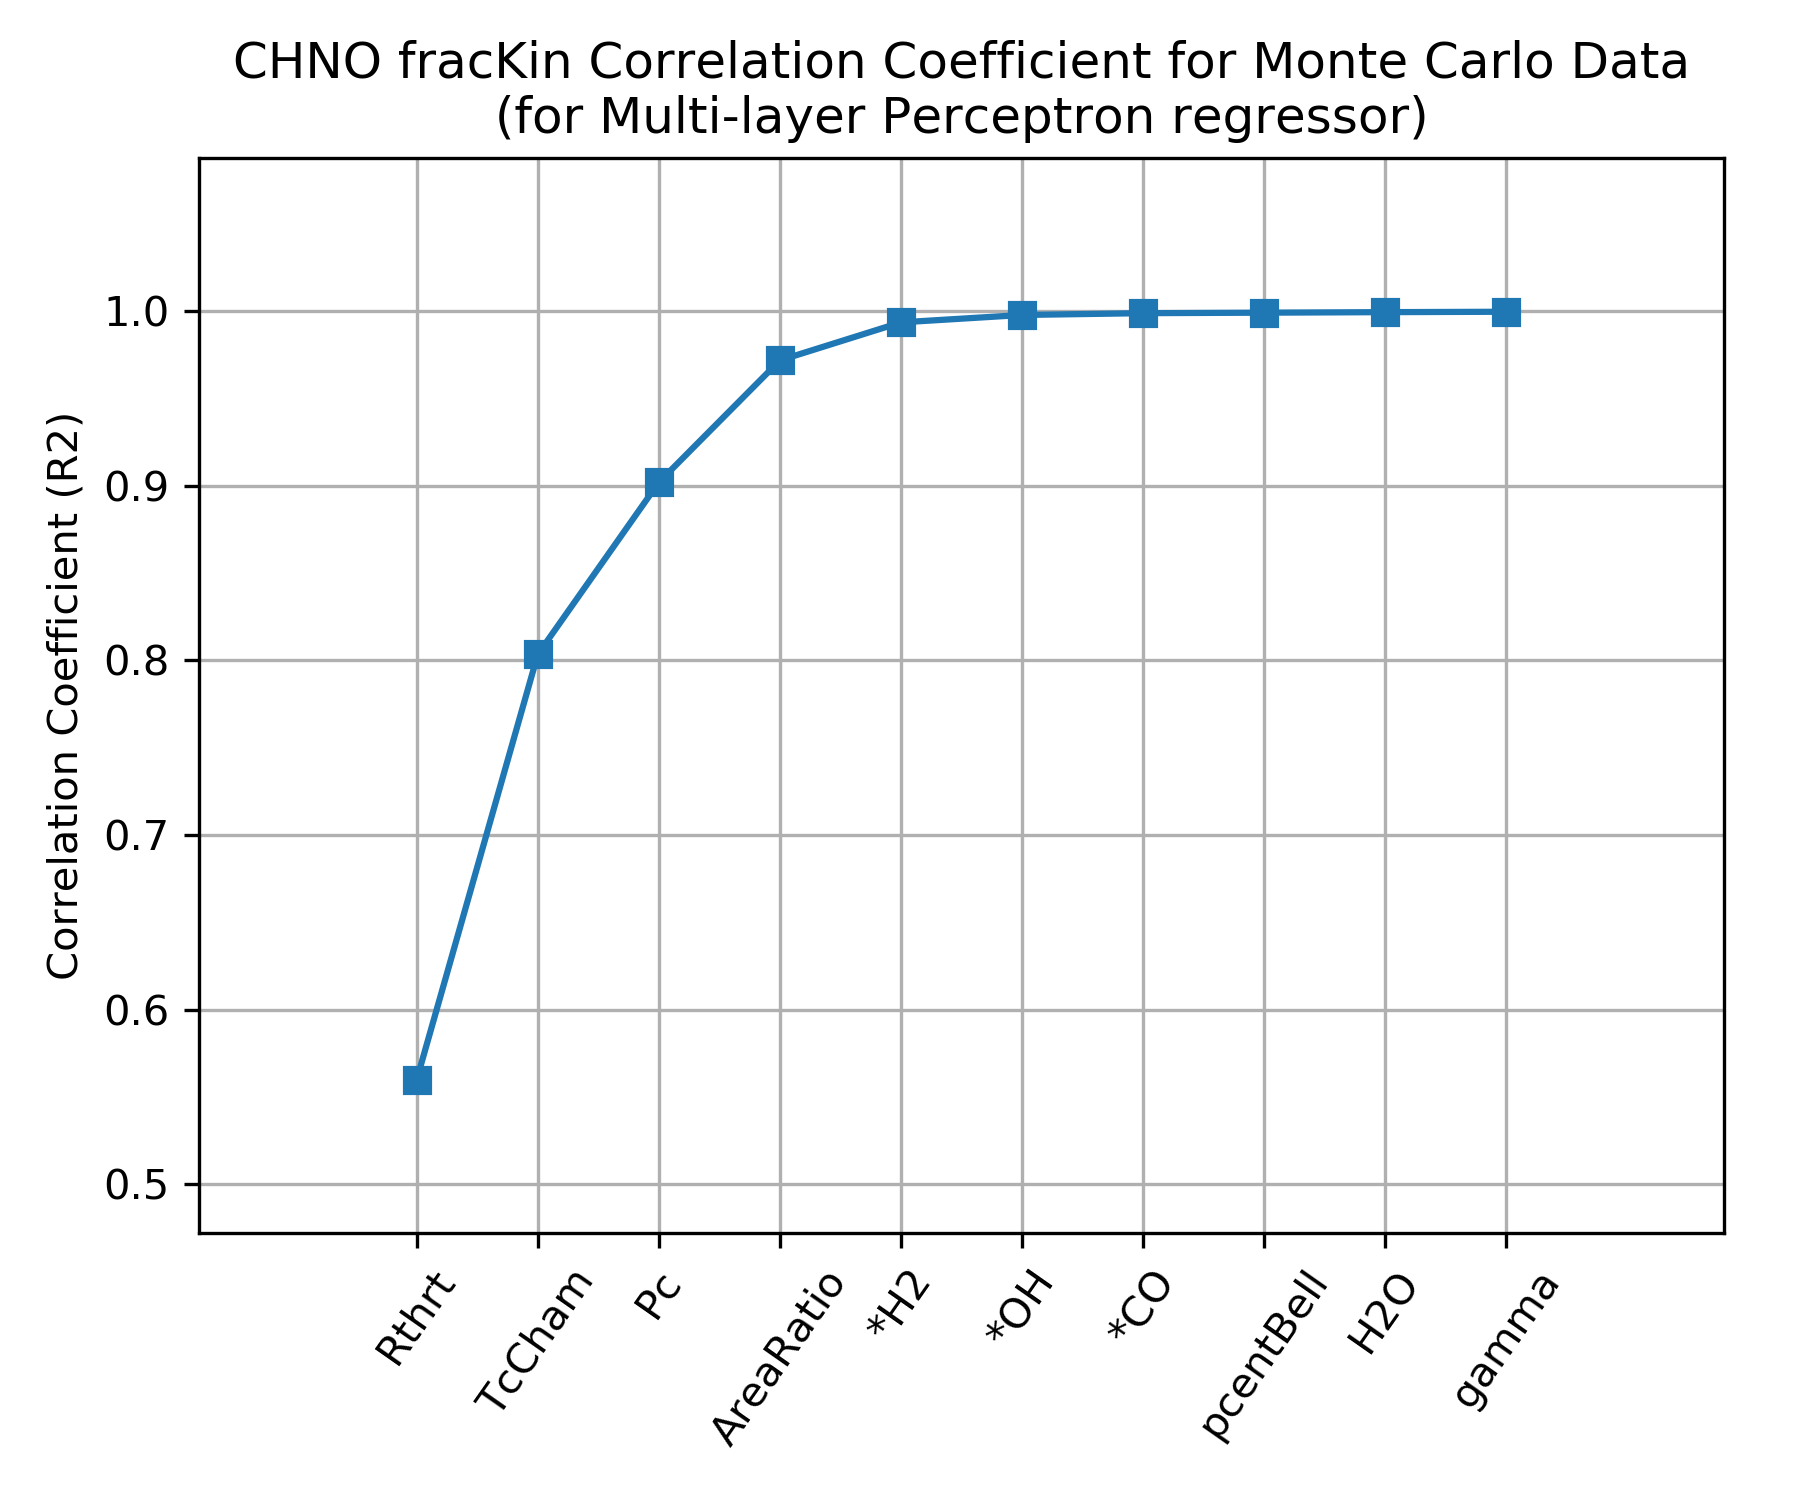 CHNO fracKin Correlation Coefficient for Monte Carlo Data
(for Multi-layer Perceptron regressor)
Correlation Coefficient (R2)
1.0
0.9
0.8
0.7
0.6
0.5
Rthrt
TcCham
Pc
AreaRatio
*H2
*OH
*CO
pcentBell
H2O
gamma